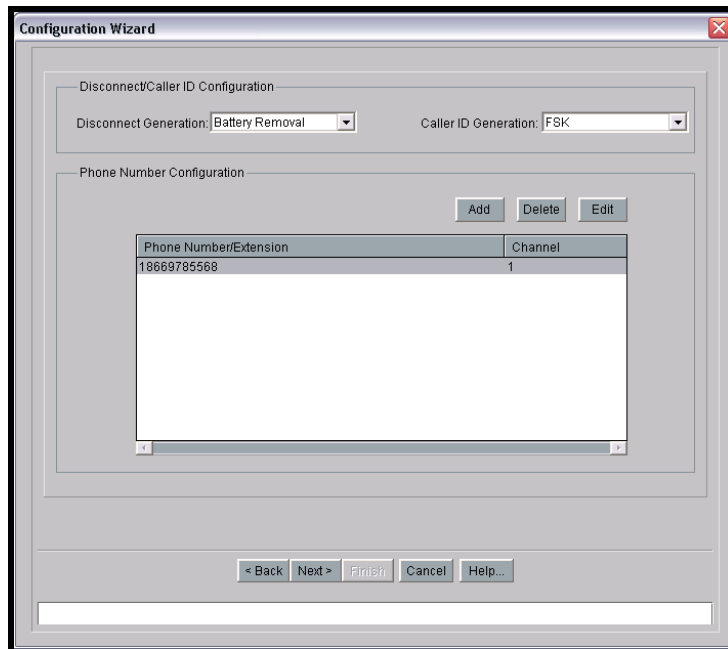 Configuration Wizard
Disconnect/Caller ID Configuration
Disconnect Generation: Battery Removal Caller ID Generation: FSK
Phone Number Configuration
Add Delete Edit
Phone Number/Extension Channel
18669785568 1
< Back Next > Finish Cancel Help...